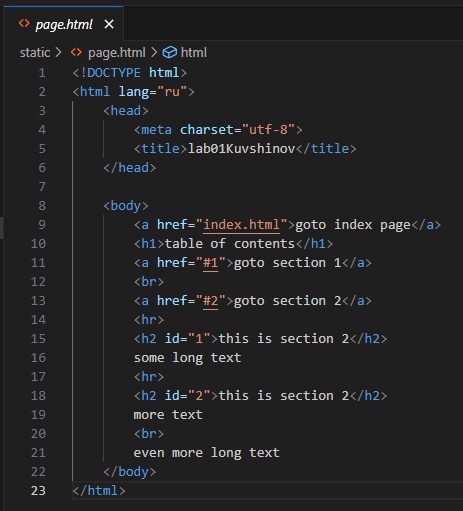 page.html
static > page.html > html
1 <!DOCTYPE html>
2 <html lang="ru">
3 <head>
4 <meta charset="utf-8">
5 <title>lab01Kuvshinov</title>
6 </head>
7
8 <body>
9 <a href="index.html">goto index page</a>
10 <h1>table of contents</h1>
11 <a href="#1">goto section 1</a>
12 <br>
13 <a href="#2">goto section 2</a>
14 <hr>
15 <h2 id="1">this is section 2</h2>
16 some long text
17 <hr>
18 <h2 id="2">this is section 2</h2>
19 more text
20 <br>
21 even more long text
22 </body>
23 </html>